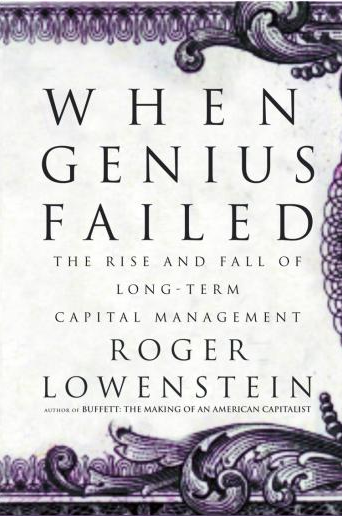 WHEN
GENIUS
FAILED
THE RISE AND FALL OF
LONG-TERM
CAPITAL MANAGEMENT
ROGER
LOWENSTEIN
AUTHOR OF BUFFETT: THE MAKING OF AN AMERICAN CAPITALIST